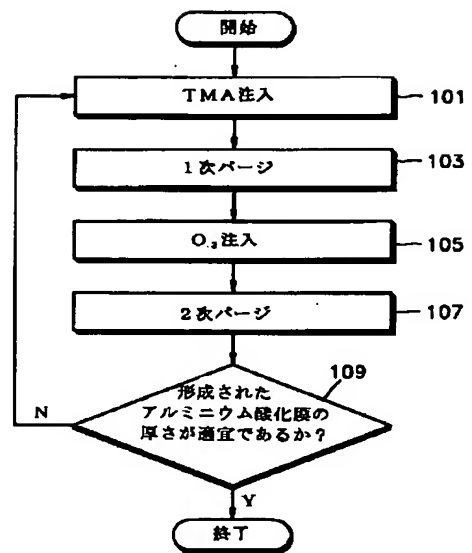 開始
TMA注入
101
1次パージ
103
O₃注入
105
2次パージ
107
109
形成された
アルミニウム酸化膜の
厚さが適宜であるか?
N
Y
終了